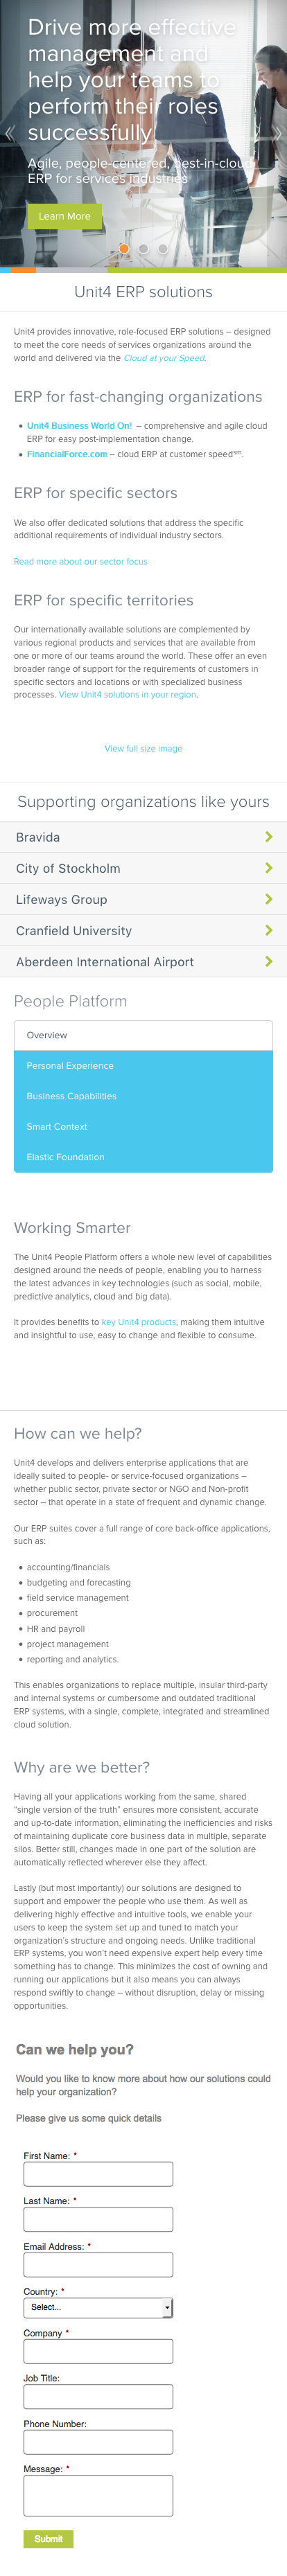 Drive more effective
management and
help your teams to
perform their roles
successfully
Agile, people-centered, best-in-cloud
ERP for services industries
Learn More
Unit4 ERP solutions
Unit4 provides innovative, role-focused ERP solutions – designed
to meet the core needs of services organizations around the
world and delivered via the Cloud at your Speed.
ERP for fast-changing organizations
• Unit4 Business World On! – comprehensive and agile cloud
ERP for easy post-implementation change.
• FinancialForce.com – cloud ERP at customer speed℠.
ERP for specific sectors
We also offer dedicated solutions that address the specific
additional requirements of individual industry sectors.
Read more about our sector focus
ERP for specific territories
Our internationally available solutions are complemented by
various regional products and services that are available from
one or more of our teams around the world. These offer an even
broader range of support for the requirements of customers in
specific sectors and locations or with specialized business
processes. View Unit4 solutions in your region.
View full size image
Supporting organizations like yours
Bravida
City of Stockholm
Lifeways Group
Cranfield University
Aberdeen International Airport
People Platform
Overview
Personal Experience
Business Capabilities
Smart Context
Elastic Foundation
Working Smarter
The Unit4 People Platform offers a whole new level of capabilities
designed around the needs of people, enabling you to harness
the latest advances in key technologies (such as social, mobile,
predictive analytics, cloud and big data).
It provides benefits to key Unit4 products, making them intuitive
and insightful to use, easy to change and flexible to consume.
How can we help?
Unit4 develops and delivers enterprise applications that are
ideally suited to people- or service-focused organizations –
whether public sector, private sector or NGO and Non-profit
sector – that operate in a state of frequent and dynamic change.
Our ERP suites cover a full range of core back-office applications,
such as:
• accounting/financials
• budgeting and forecasting
• field service management
• procurement
• HR and payroll
• project management
• reporting and analytics.
This enables organizations to replace multiple, insular third-party
and internal systems or cumbersome and outdated traditional
ERP systems, with a single, complete, integrated and streamlined
cloud solution.
Why are we better?
Having all your applications working from the same, shared
“single version of the truth” ensures more consistent, accurate
and up-to-date information, eliminating the inefficiencies and risks
of maintaining duplicate core business data in multiple, separate
silos. Better still, changes made in one part of the solution are
automatically reflected wherever else they affect.
Lastly (but most importantly) our solutions are designed to
support and empower the people who use them. As well as
delivering highly effective and intuitive tools, we enable your
users to keep the system set up and tuned to match your
organization's structure and ongoing needs. Unlike traditional
ERP systems, you won't need expensive expert help every time
something has to change. This minimizes the cost of owning and
running our applications but it also means you can always
respond swiftly to change – without disruption, delay or missing
opportunities.
Can we help you?
Would you like to know more about how our solutions could
help your organization?
Please give us some quick details
First Name: *
Last Name: *
Email Address: *
Country: *
Select...
Company *
Job Title:
Phone Number:
Message: *
Submit